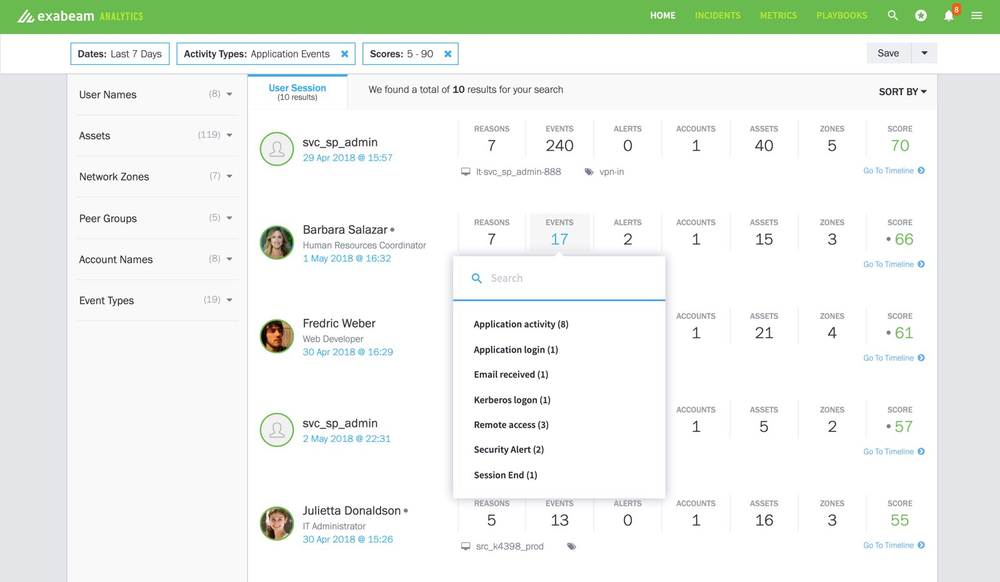 exabeam ANALYTICS
HOME INCIDENTS METRICS PLAYBOOKS 8
Dates: Last 7 Days Activity Types: Application Events Scores: 5 - 90 Save
User Names (8)
Assets (119)
Network Zones (7)
Peer Groups (5)
Account Names (8)
Event Types (19)
User Session
(10 results)
We found a total of 10 results for your search
SORT BY
svc_sp_admin
29 Apr 2018 @ 15:57
REASONS EVENTS ALERTS ACCOUNTS ASSETS ZONES SCORE
7 240 0 1 40 5 70
lt-svc_sp_admin-888 vpn-in Go To Timeline
Barbara Salazar
Human Resources Coordinator
1 May 2018 @ 16:32
REASONS EVENTS ALERTS ACCOUNTS ASSETS ZONES SCORE
7 17 2 1 15 3 66
Go To Timeline
Search
Application activity (8)
Application login (1)
Email received (1)
Kerberos logon (1)
Remote access (3)
Security Alert (2)
Session End (1)
Fredric Weber
Web Developer
30 Apr 2018 @ 16:29
ACCOUNTS ASSETS ZONES SCORE
1 21 4 61
Go To Timeline
svc_sp_admin
2 May 2018 @ 22:31
ACCOUNTS ASSETS ZONES SCORE
1 5 2 57
Go To Timeline
Julietta Donaldson
IT Administrator
30 Apr 2018 @ 15:26
REASONS EVENTS ALERTS ACCOUNTS ASSETS ZONES SCORE
5 13 0 1 16 3 55
src_k4398_prod Go To Timeline